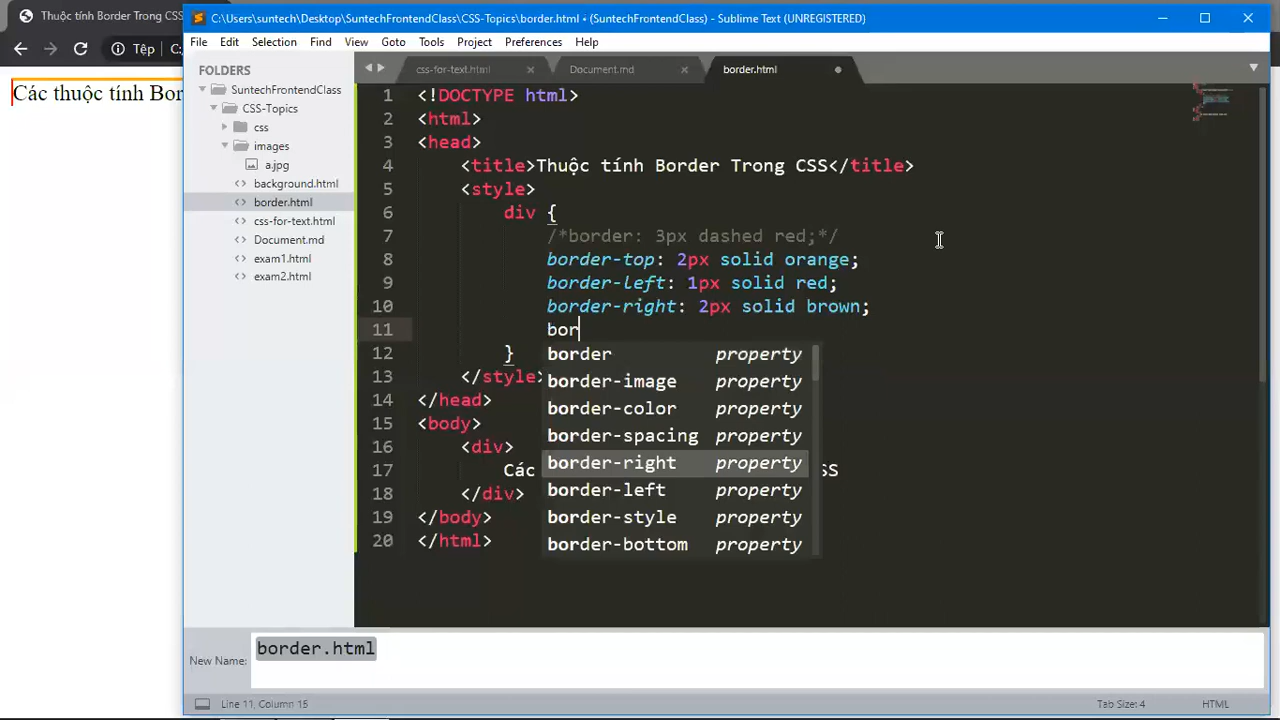 Thuộc tính Border Trong CSS
Tệp
C:
Các thuộc tính Bor
C:\Users\suntech\Desktop\SuntechFrontendClass\CSS-Topics\border.html • (SuntechFrontendClass) - Sublime Text (UNREGISTERED)
File Edit Selection Find View Goto Tools Project Preferences Help
FOLDERS
SuntechFrontendClass
CSS-Topics
css
images
a.jpg
background.html
border.html
css-for-text.html
Document.md
exam1.html
exam2.html
css-for-text.html
Document.md
border.html
1 <!DOCTYPE html>
2 <html>
3 <head>
4 <title>Thuộc tính Border Trong CSS</title>
5 <style>
6 div {
7 /*border: 3px dashed red;*/
8 border-top: 2px solid orange;
9 border-left: 1px solid red;
10 border-right: 2px solid brown;
11 bor
12 }
13 </style>
14 </head>
15 <body>
16 <div>
17 Các SS
18 </div>
19 </body>
20 </html>
border property
border-image property
border-color property
border-spacing property
border-right property
border-left property
border-style property
border-bottom property
New Name: border.html
Line 11, Column 15
Tab Size: 4
HTML